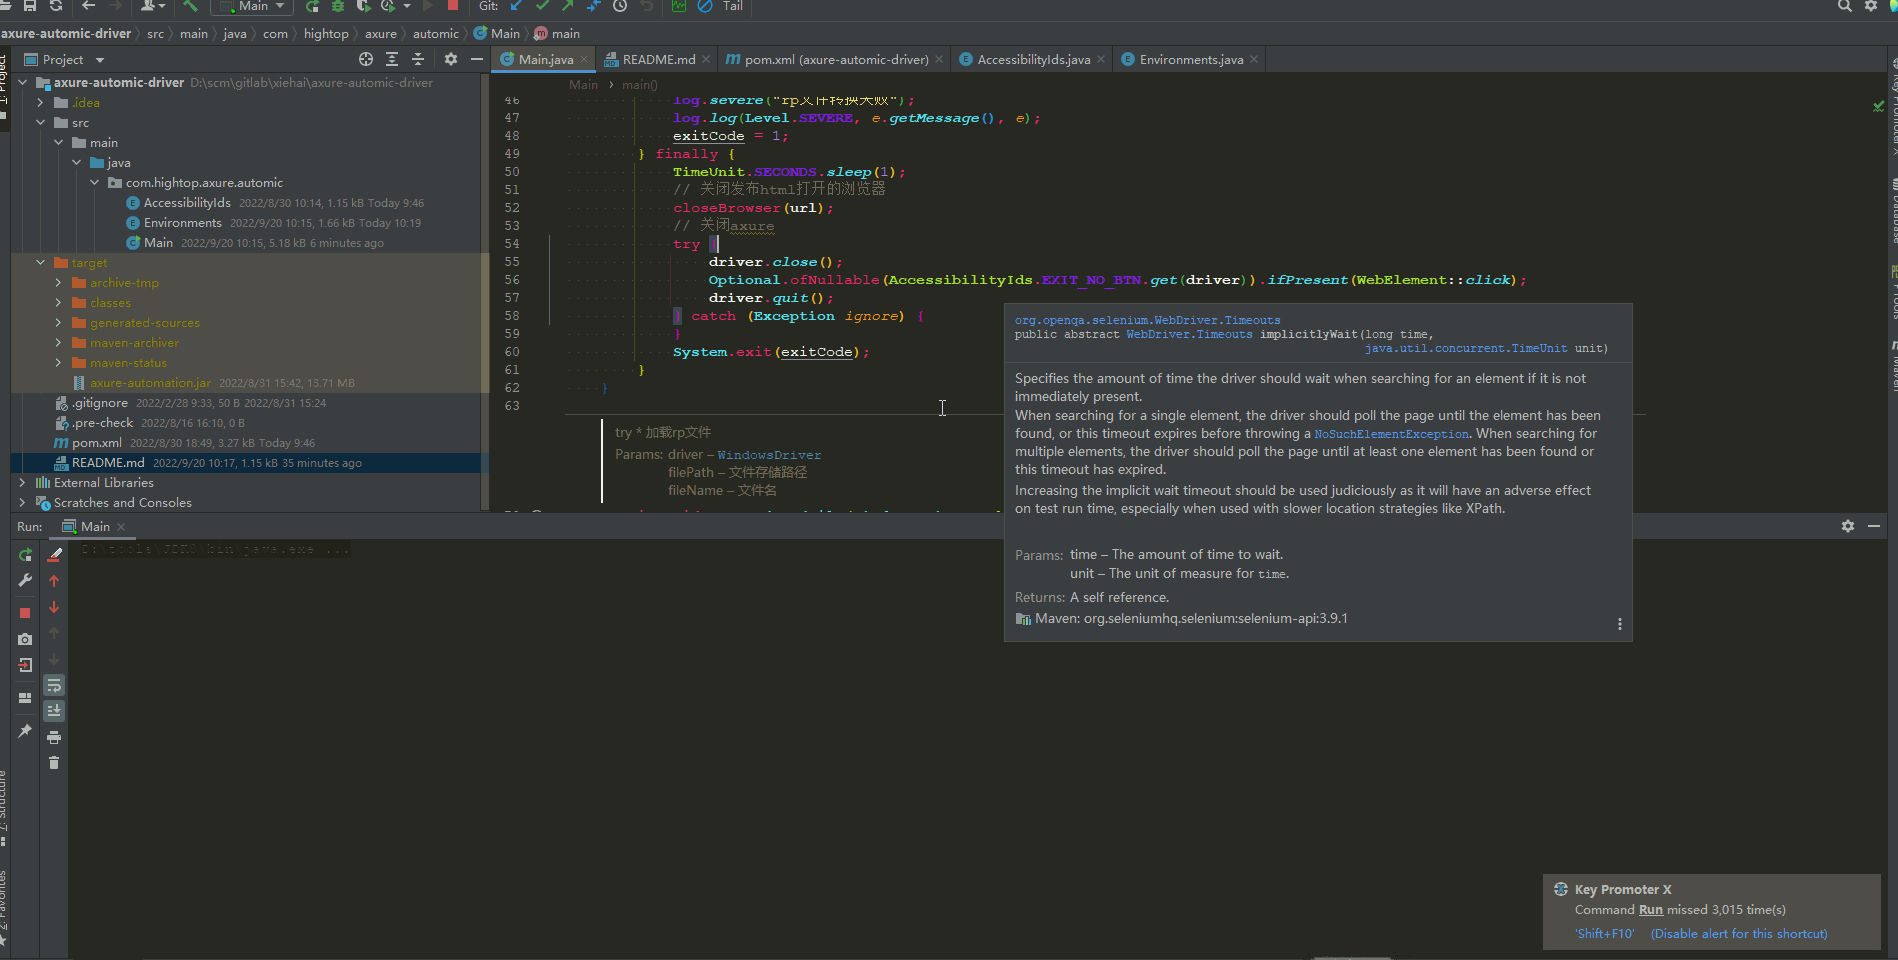 Main
Git:
Tail
axure-automic-driver
src
main
java
com
hightop
axure
automic
Main
main
Project
Main.java
README.md
pom.xml (axure-automic-driver)
AccessibilityIds.java
Environments.java
1: Project
axure-automic-driver D:\scm\gitlab\xiehai\axure-automic-driver
.idea
src
main
java
com.hightop.axure.automic
AccessibilityIds 2022/8/30 10:14, 1.15 kB Today 9:46
Environments 2022/9/20 10:15, 1.66 kB Today 10:19
Main 2022/9/20 10:15, 5.18 kB 6 minutes ago
target
archive-tmp
classes
generated-sources
maven-archiver
maven-status
axure-automation.jar 2022/8/31 15:42, 13.71 MB
.gitignore 2022/2/28 9:33, 50 B 2022/8/31 15:24
.pre-check 2022/8/16 16:10, 0 B
pom.xml 2022/8/30 18:49, 3.27 kB Today 9:46
README.md 2022/9/20 10:17, 1.15 kB 35 minutes ago
External Libraries
Scratches and Consoles
Main › main()
46 log.severe("rp文件转换失败");
47 log.log(Level.SEVERE, e.getMessage(), e);
48 exitCode = 1;
49 } finally {
50 TimeUnit.SECONDS.sleep(1);
51 // 关闭发布html打开的浏览器
52 closeBrowser(url);
53 // 关闭axure
54 try {
55 driver.close();
56 Optional.ofNullable(AccessibilityIds.EXIT_NO_BTN.get(driver)).ifPresent(WebElement::click);
57 driver.quit();
58 } catch (Exception ignore) {
59 }
60 System.exit(exitCode);
61 }
62 }
63
try * 加载rp文件
Params: driver – WindowsDriver
filePath – 文件存储路径
fileName – 文件名
org.openqa.selenium.WebDriver.Timeouts
public abstract WebDriver.Timeouts implicitlyWait(long time,
java.util.concurrent.TimeUnit unit)
Specifies the amount of time the driver should wait when searching for an element if it is not
immediately present.
When searching for a single element, the driver should poll the page until the element has been
found, or this timeout expires before throwing a NoSuchElementException. When searching for
multiple elements, the driver should poll the page until at least one element has been found or
this timeout has expired.
Increasing the implicit wait timeout should be used judiciously as it will have an adverse effect
on test run time, especially when used with slower location strategies like XPath.
Params: time – The amount of time to wait.
unit – The unit of measure for time.
Returns: A self reference.
Maven: org.seleniumhq.selenium:selenium-api:3.9.1
Key Promoter X
Database
Maven
Run: Main
D:\tools\JDK8\bin\java.exe ...
7: Structure
2: Favorites
Key Promoter X
Command Run missed 3,015 time(s)
'Shift+F10' (Disable alert for this shortcut)